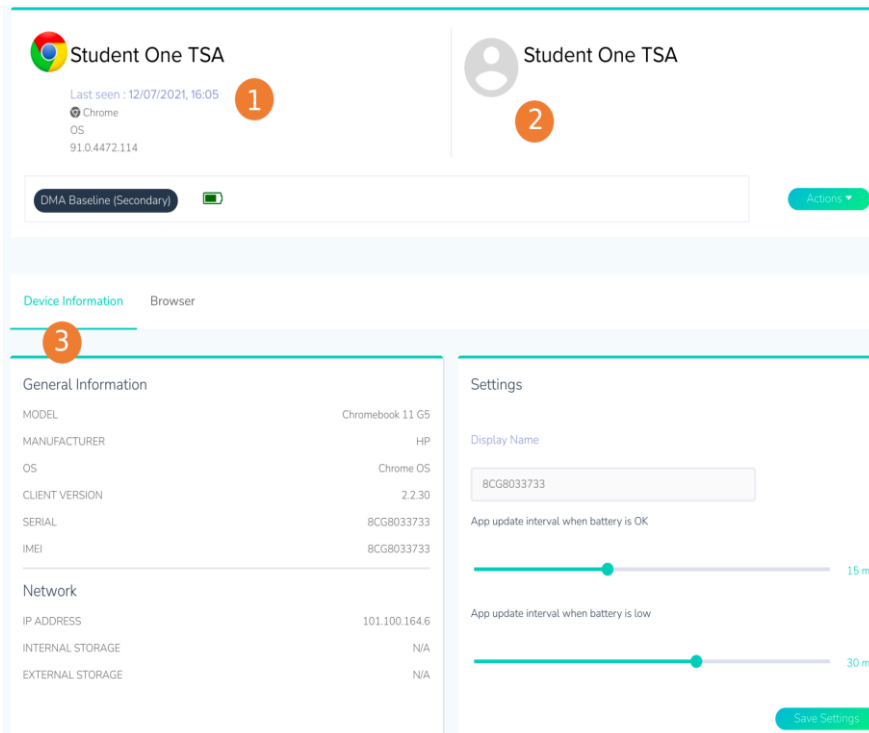 Student One TSA
Last seen : 12/07/2021, 16:05
1
Chrome
OS
91.0.4472.114
Student One TSA
2
DMA Baseline (Secondary)
Actions
Device Information
Browser
3
General Information
MODEL Chromebook 11 G5
MANUFACTURER HP
OS Chrome OS
CLIENT VERSION 2.2.30
SERIAL 8CG8033733
IMEI 8CG8033733
Network
IP ADDRESS 101.100.164.6
INTERNAL STORAGE N/A
EXTERNAL STORAGE N/A
Settings
Display Name
8CG8033733
App update interval when battery is OK
15 m
App update interval when battery is low
30 m
Save Settings